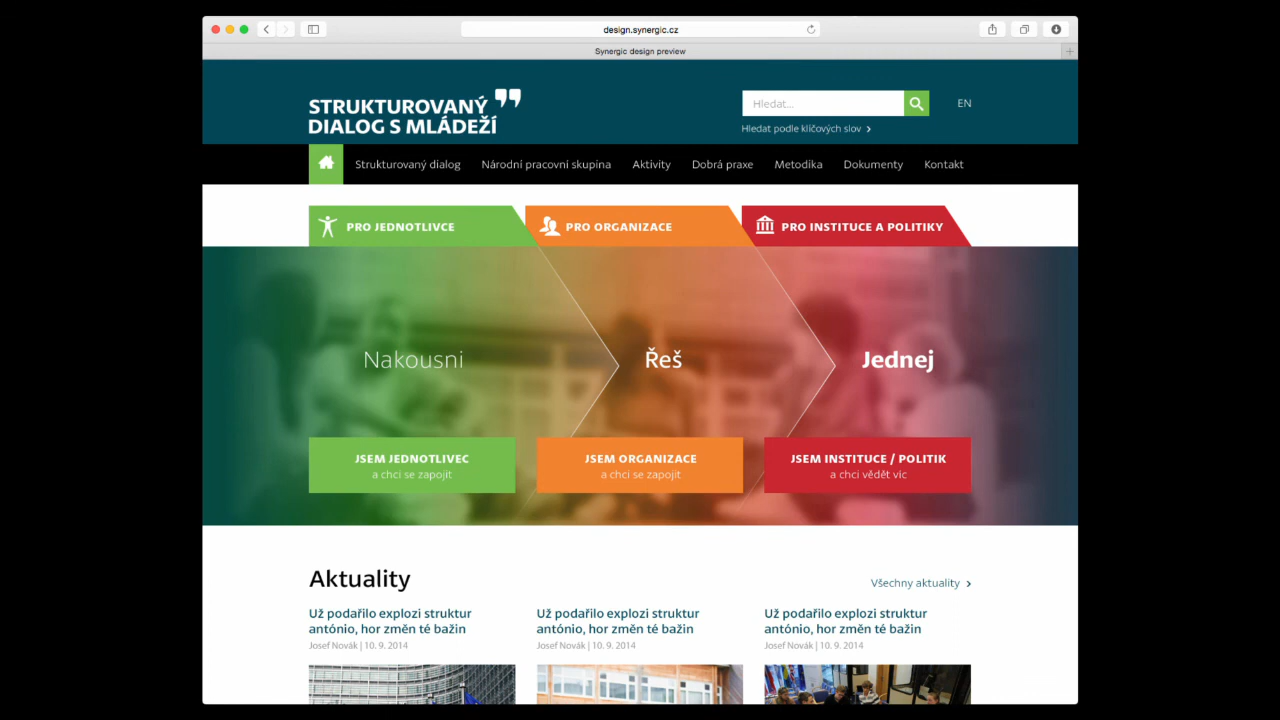 design.synergic.cz
Synergic design preview
STRUKTUROVANÝ
DIALOG S MLÁDEŽÍ
Hledat...
EN
Hledat podle klíčových slov
Strukturovaný dialog
Národní pracovní skupina
Aktivity
Dobrá praxe
Metodika
Dokumenty
Kontakt
PRO JEDNOTLIVCE
PRO ORGANIZACE
PRO INSTITUCE A POLITIKY
Nakousni
Řeš
Jednej
JSEM JEDNOTLIVEC
a chci se zapojit
JSEM ORGANIZACE
a chci se zapojit
JSEM INSTITUCE / POLITIK
a chci vědět víc
Aktuality
Všechny aktuality
Už podařilo explozi struktur
antónio, hor změn té bažin
Josef Novák | 10. 9. 2014
Už podařilo explozi struktur
antónio, hor změn té bažin
Josef Novák | 10. 9. 2014
Už podařilo explozi struktur
antónio, hor změn té bažin
Josef Novák | 10. 9. 2014